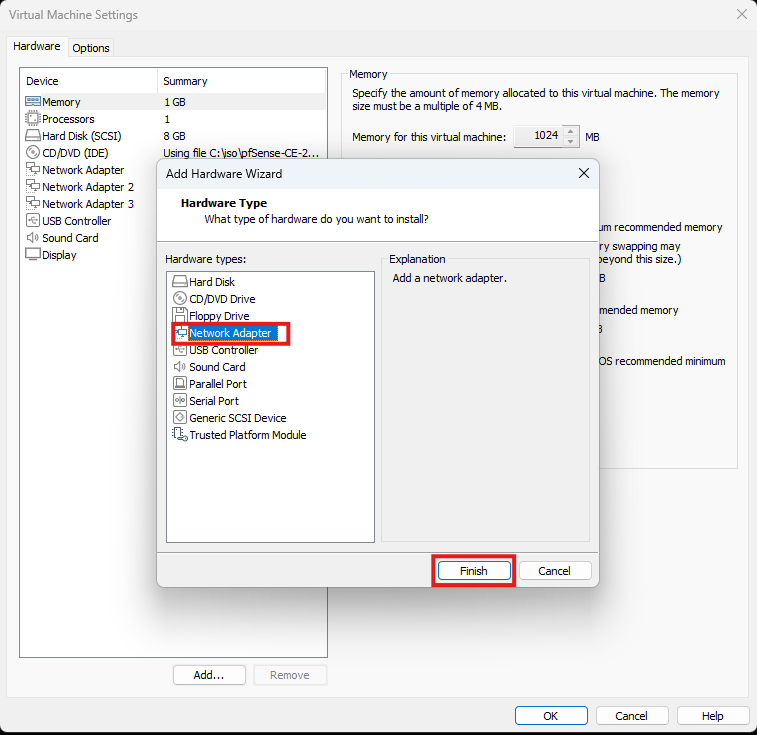 Virtual Machine Settings
Hardware
Options
Device Summary
Memory 1 GB
Processors 1
Hard Disk (SCSI) 8 GB
CD/DVD (IDE) Using file C:\iso\pfSense-CE-2...
Network Adapter
Network Adapter 2
Network Adapter 3
USB Controller
Sound Card
Display
Add...
Remove
Memory
Specify the amount of memory allocated to this virtual machine. The memory
size must be a multiple of 4 MB.
Memory for this virtual machine: 1024 MB
recommended memory
swapping may
beyond this size.)
memory
OS recommended minimum
Add Hardware Wizard
Hardware Type
What type of hardware do you want to install?
Hardware types:
Hard Disk
CD/DVD Drive
Floppy Drive
Network Adapter
USB Controller
Sound Card
Parallel Port
Serial Port
Generic SCSI Device
Trusted Platform Module
Explanation
Add a network adapter.
Finish
Cancel
OK
Cancel
Help